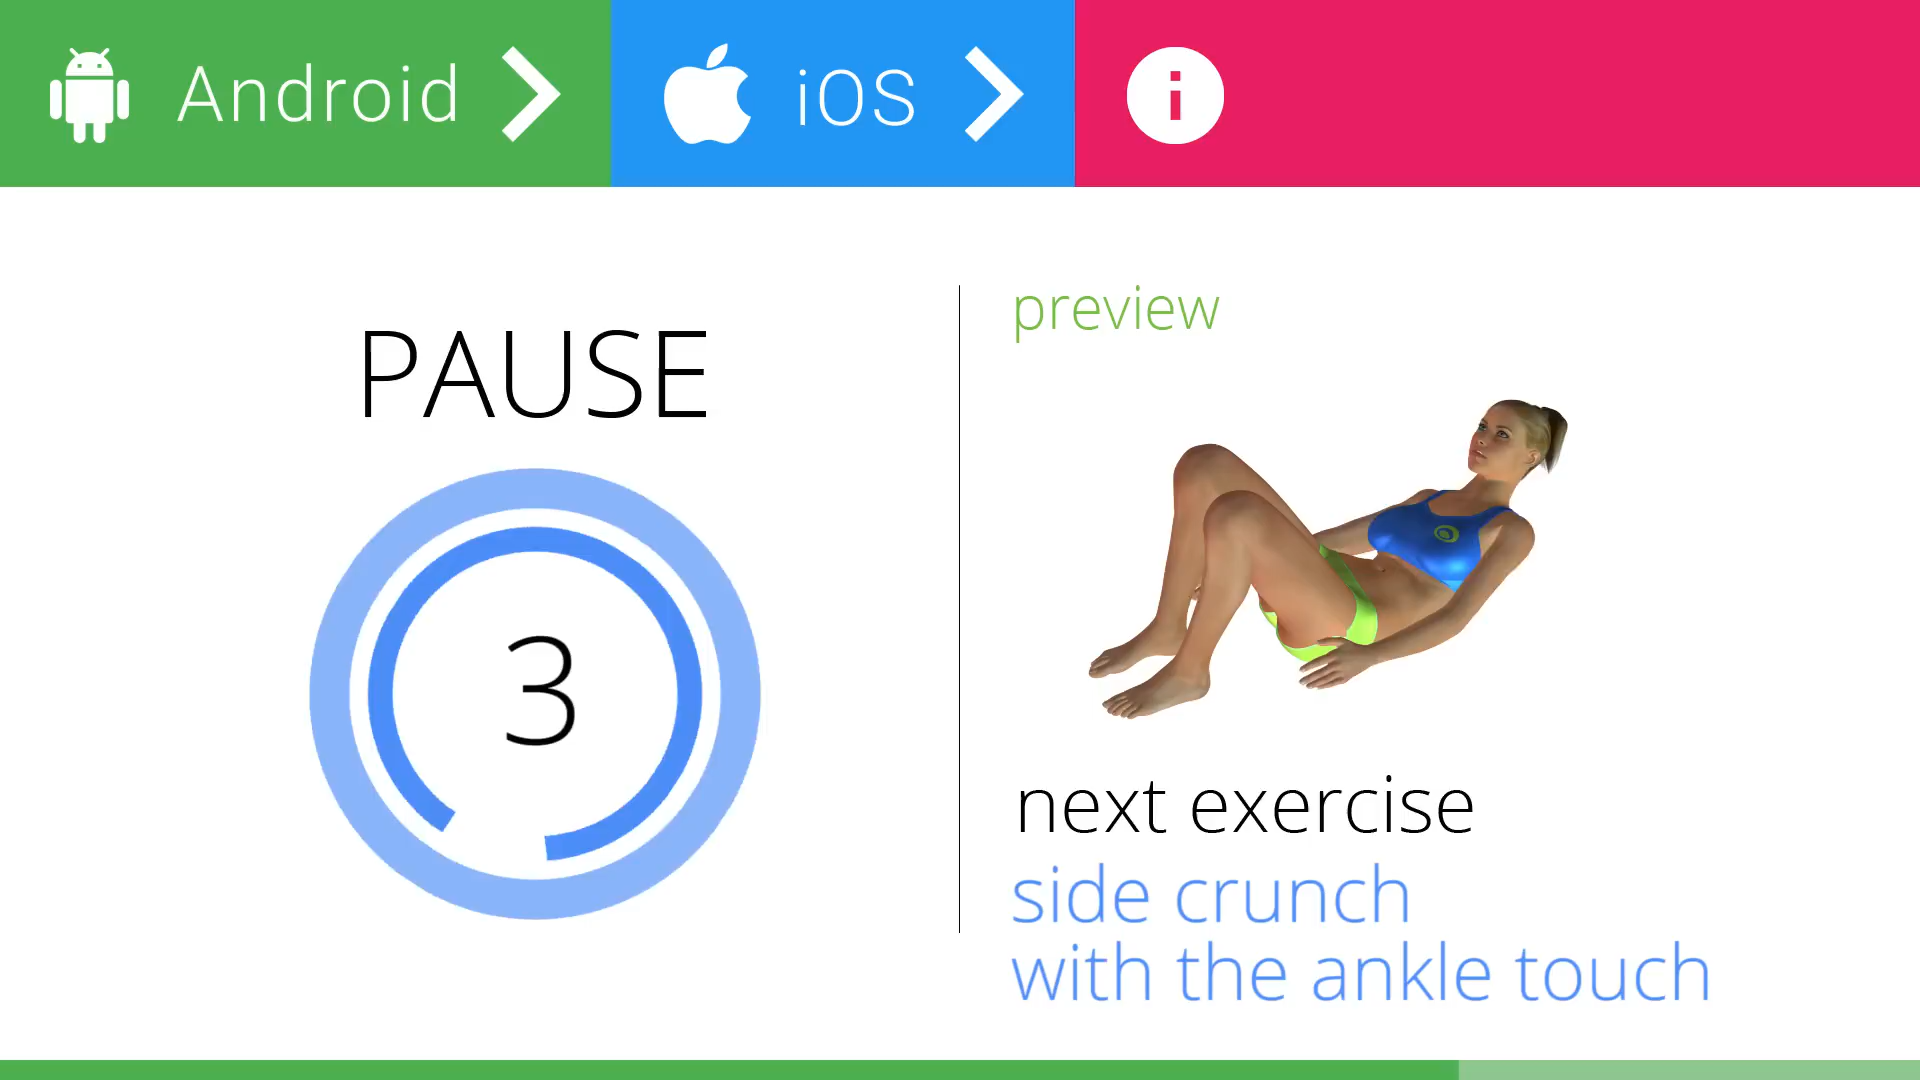 Android
iOS
i
PAUSE
3
preview
next exercise
side crunch
with the ankle touch